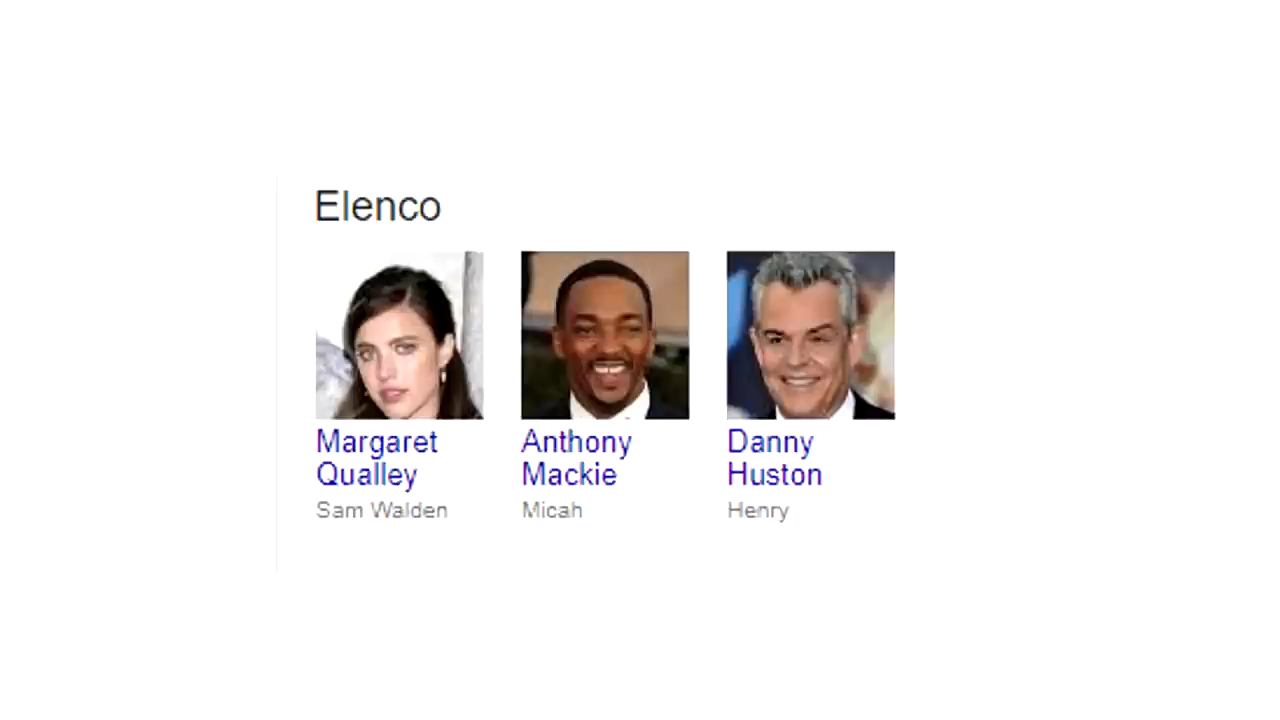 Elenco
Margaret
Qualley
Sam Walden
Anthony
Mackie
Micah
Danny
Huston
Henry